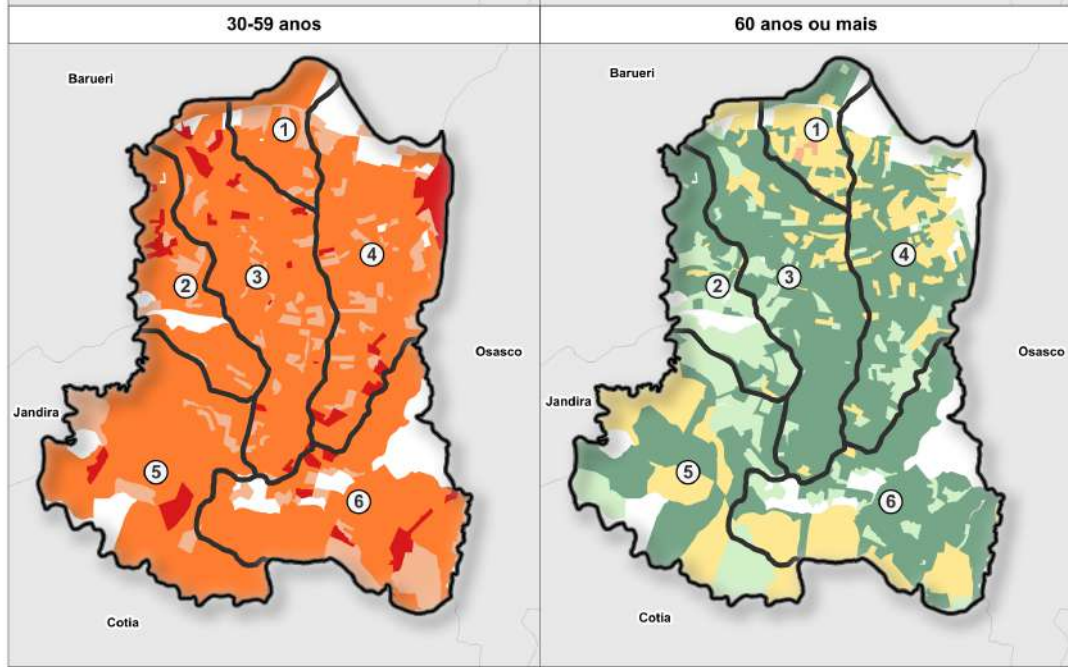 30-59 anos
60 anos ou mais
Barueri
1
4
3
2
Osasco
Jandira
5
6
Cotia
Barueri
1
4
3
2
Osasco
Jandira
5
6
Cotia